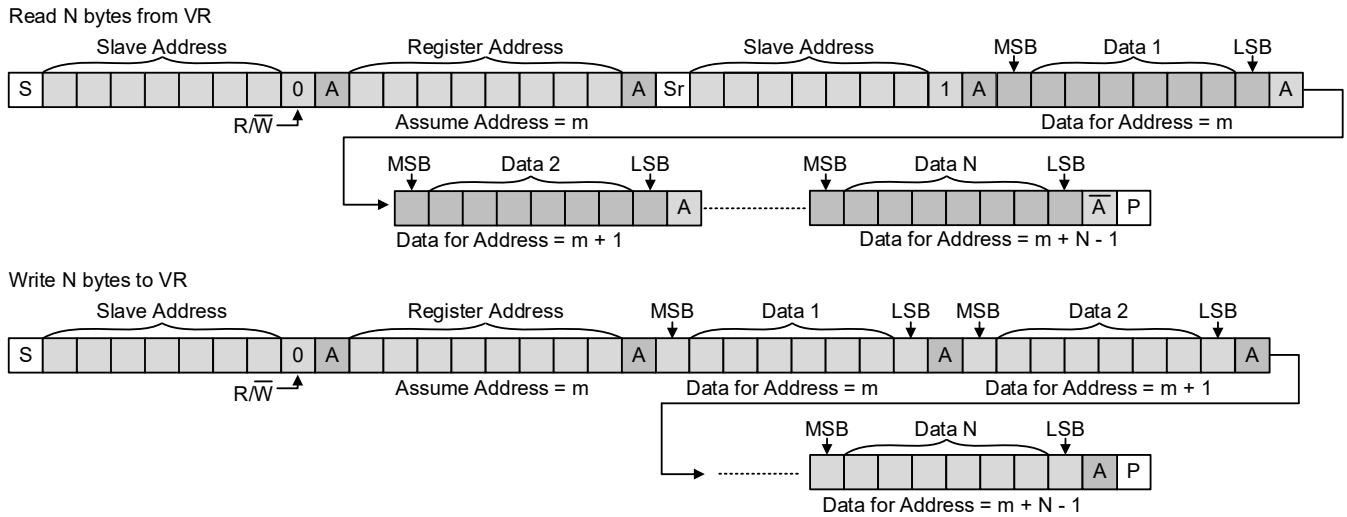 Read N bytes from VR
Slave Address Register Address Slave Address MSB Data 1 LSB
S 0 A A Sr 1 A A
R/W̅ Assume Address = m Data for Address = m
MSB Data 2 LSB MSB Data N LSB
A A̅ P
Data for Address = m + 1 Data for Address = m + N - 1
Write N bytes to VR
Slave Address Register Address MSB Data 1 LSB MSB Data 2 LSB
S 0 A A A A
R/W̅ Assume Address = m Data for Address = m Data for Address = m + 1
MSB Data N LSB
A P
Data for Address = m + N - 1